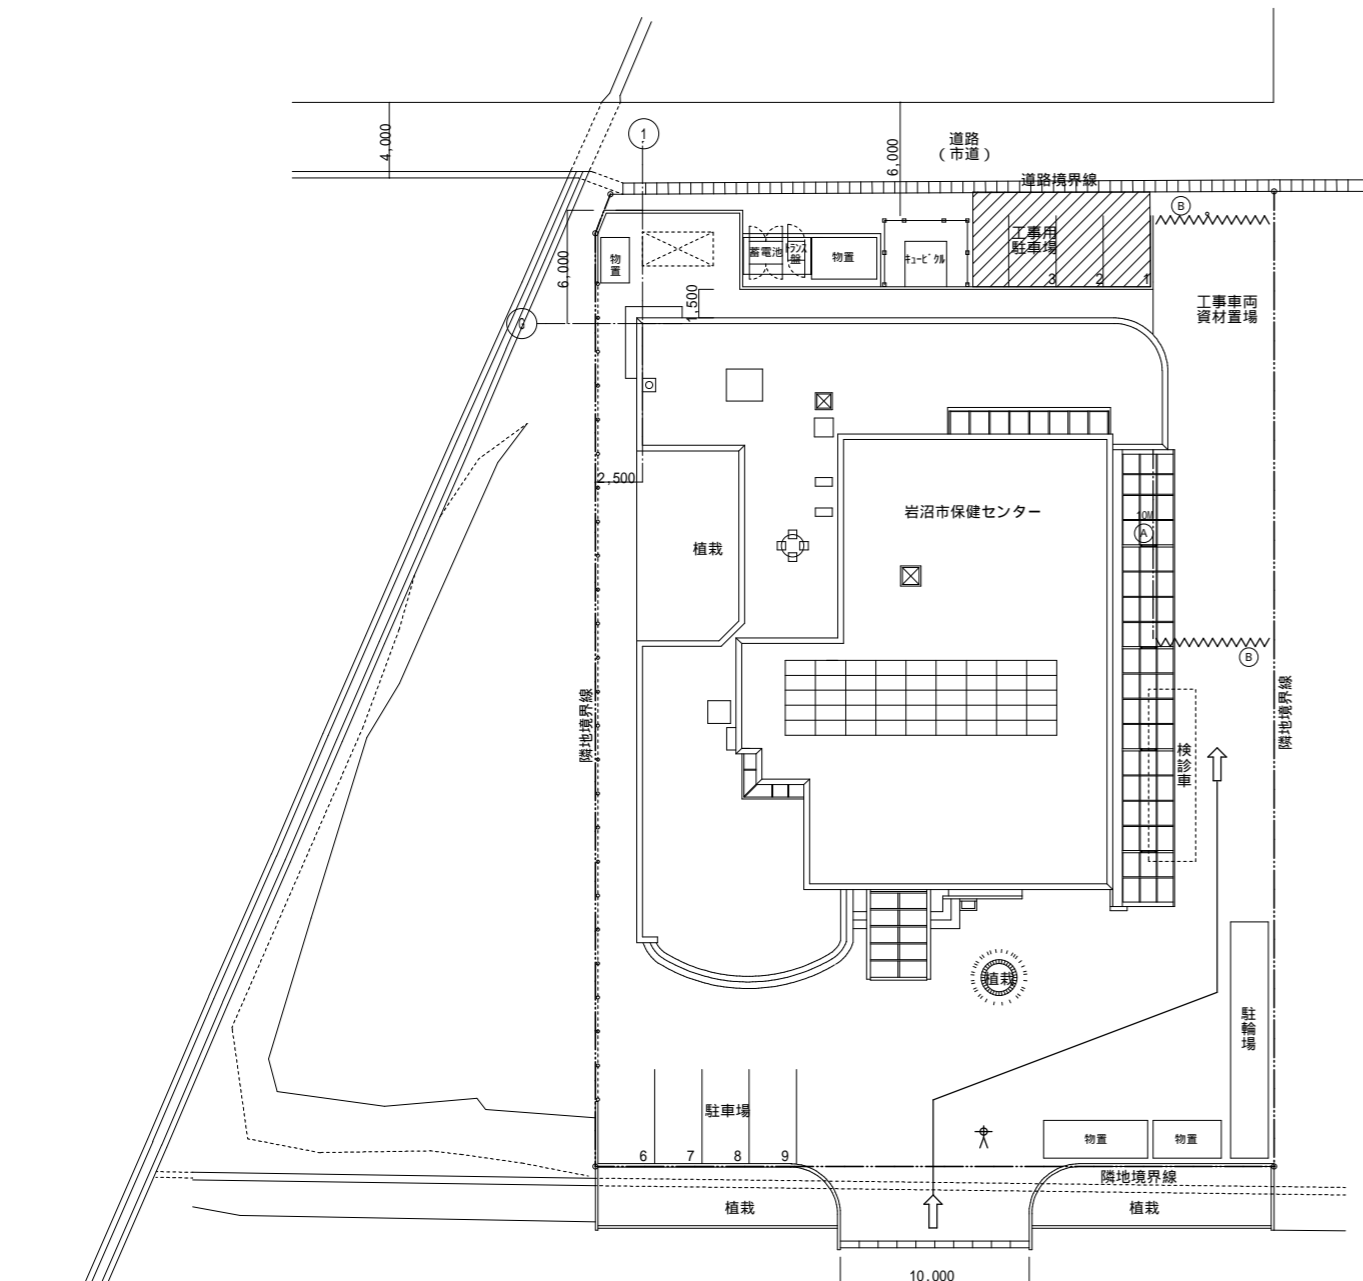 1
4,000
6,000
道路
(市道)
道路境界線
B
工事用
駐車場
3
2
1
物置
蓄電池
トランス
盤
物置
キュービクル
6,000
1,500
工事車両
資材置場
2,500
岩沼市保健センター
10M
A
植栽
B
隣地境界線
隣地境界線
検診車
植栽
駐輪場
駐車場
6
7
8
9
物置
物置
隣地境界線
植栽
植栽
10,000